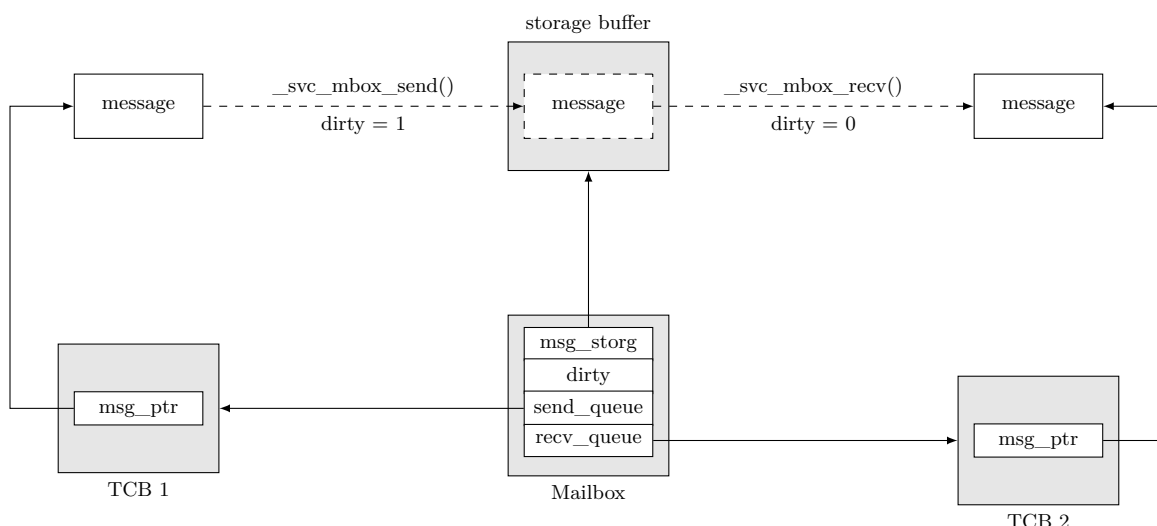 storage buffer
message
_svc_mbox_send()
dirty = 1
message
_svc_mbox_recv()
dirty = 0
message
msg_storg
dirty
send_queue
recv_queue
Mailbox
msg_ptr
TCB 1
msg_ptr
TCB 2